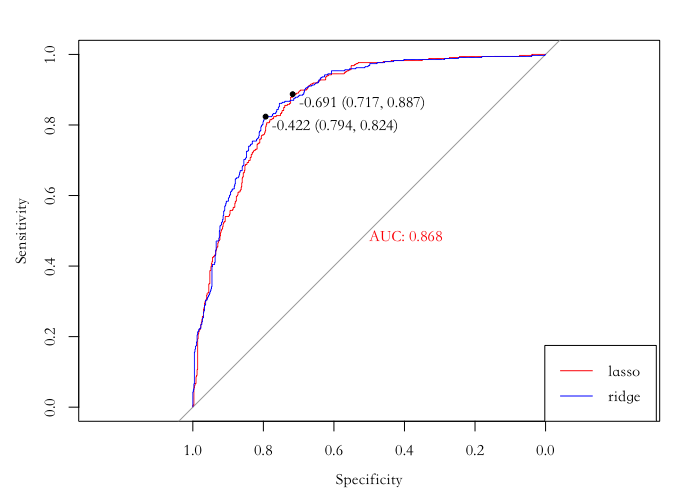 1.0
0.8
0.6
0.4
0.2
0.0
Sensitivity
-0.691 (0.717, 0.887)
-0.422 (0.794, 0.824)
AUC: 0.868
lasso
ridge
1.0 0.8 0.6 0.4 0.2 0.0
Specificity